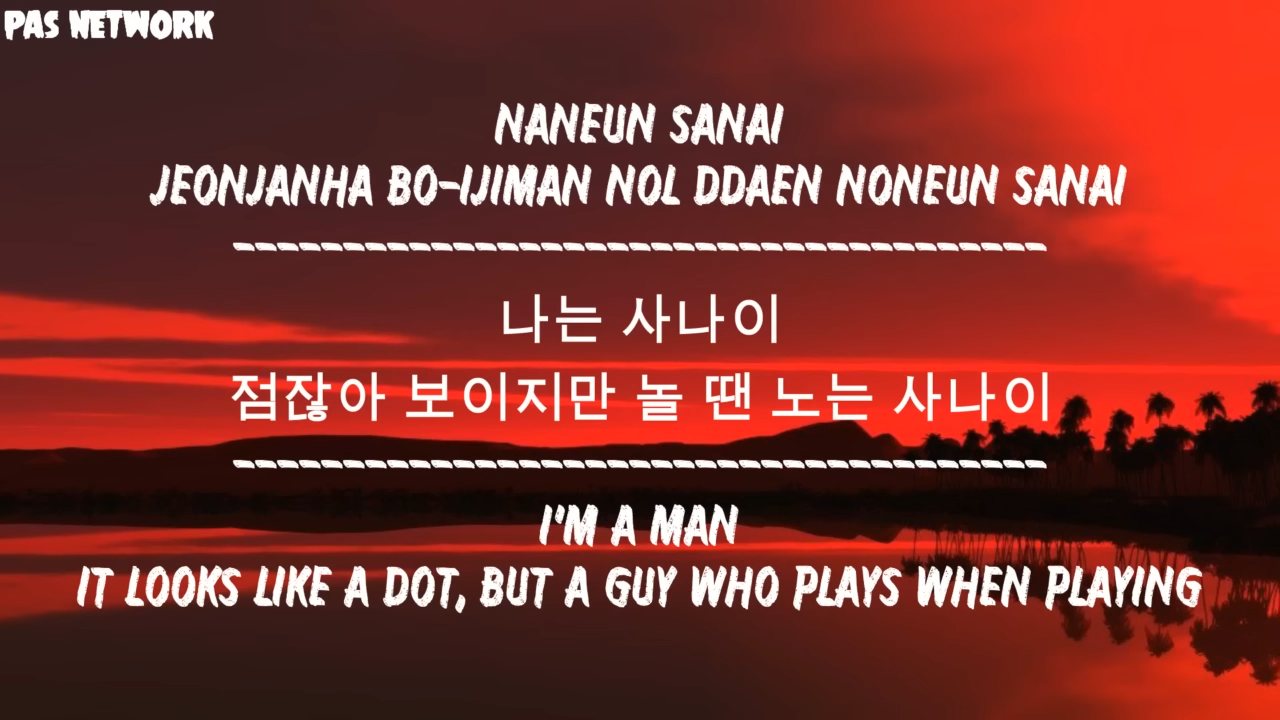 PAS NETWORK
NANEUN SANAI
JEONJANHA BO-IJIMAN NOL DDAEN NONEUN SANAI
나는 사나이
점잖아 보이지만 놀 땐 노는 사나이
I'M A MAN
IT LOOKS LIKE A DOT, BUT A GUY WHO PLAYS WHEN PLAYING